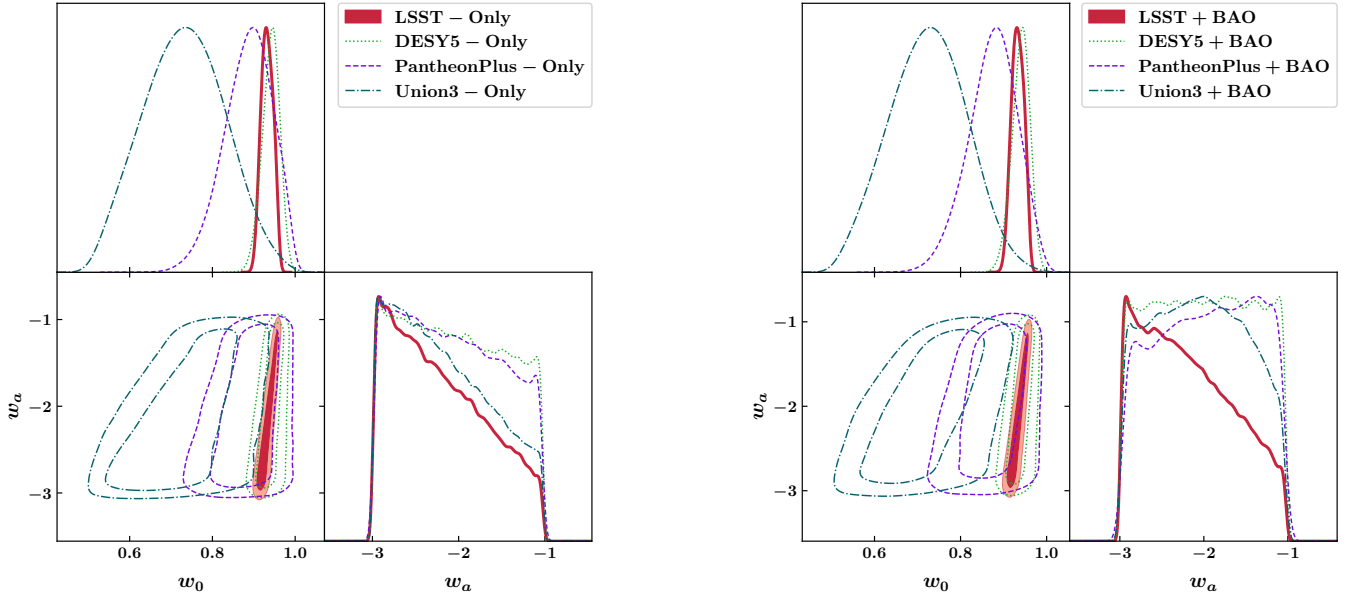 LSST − Only
DESY5 − Only
PantheonPlus − Only
Union3 − Only
−1
−2
−3
w_a
0.6 0.8 1.0
w_0
−3 −2 −1
w_a
LSST + BAO
DESY5 + BAO
PantheonPlus + BAO
Union3 + BAO
−1
−2
−3
w_a
0.6 0.8 1.0
w_0
−3 −2 −1
w_a